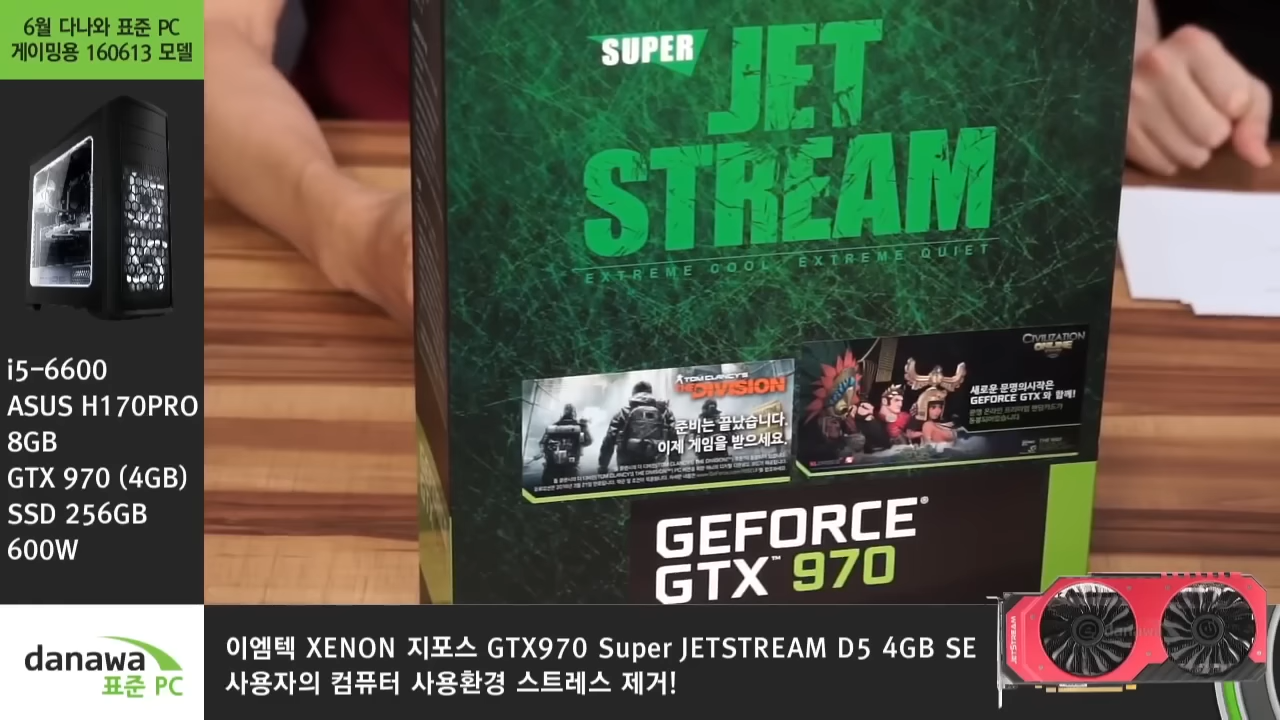 6월 다나와 표준 PC
게이밍용 160613 모델
i5-6600
ASUS H170PRO
8GB
GTX 970 (4GB)
SSD 256GB
600W
danawa
표준 PC
SUPER
JET
STREAM
EXTREME COOL EXTREME QUIET
TOM CLANCY'S
THE DIVISION
준비는 끝났습니다.
이제 게임을 받으세요.
CIVILIZATION
ONLINE
새로운 문명의시작은
GEFORCE GTX 와 함께!
GEFORCE®
GTX™ 970
이엠텍 XENON 지포스 GTX970 Super JETSTREAM D5 4GB SE
사용자의 컴퓨터 사용환경 스트레스 제거!
JETSTREAM
danawa